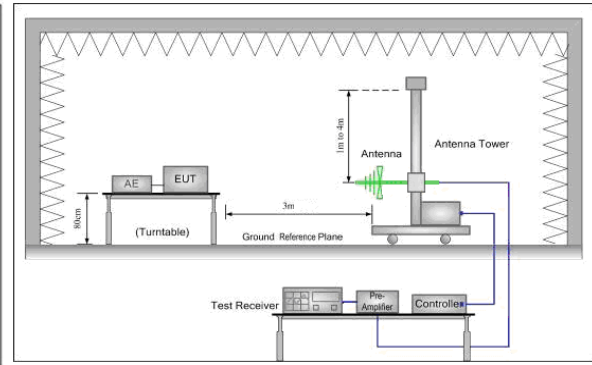 1m to 4m
Antenna
Antenna Tower
AE
EUT
3m
80cm
(Turntable)
Ground Reference Plane
Test Receiver
Pre-
Amplifier
Controller